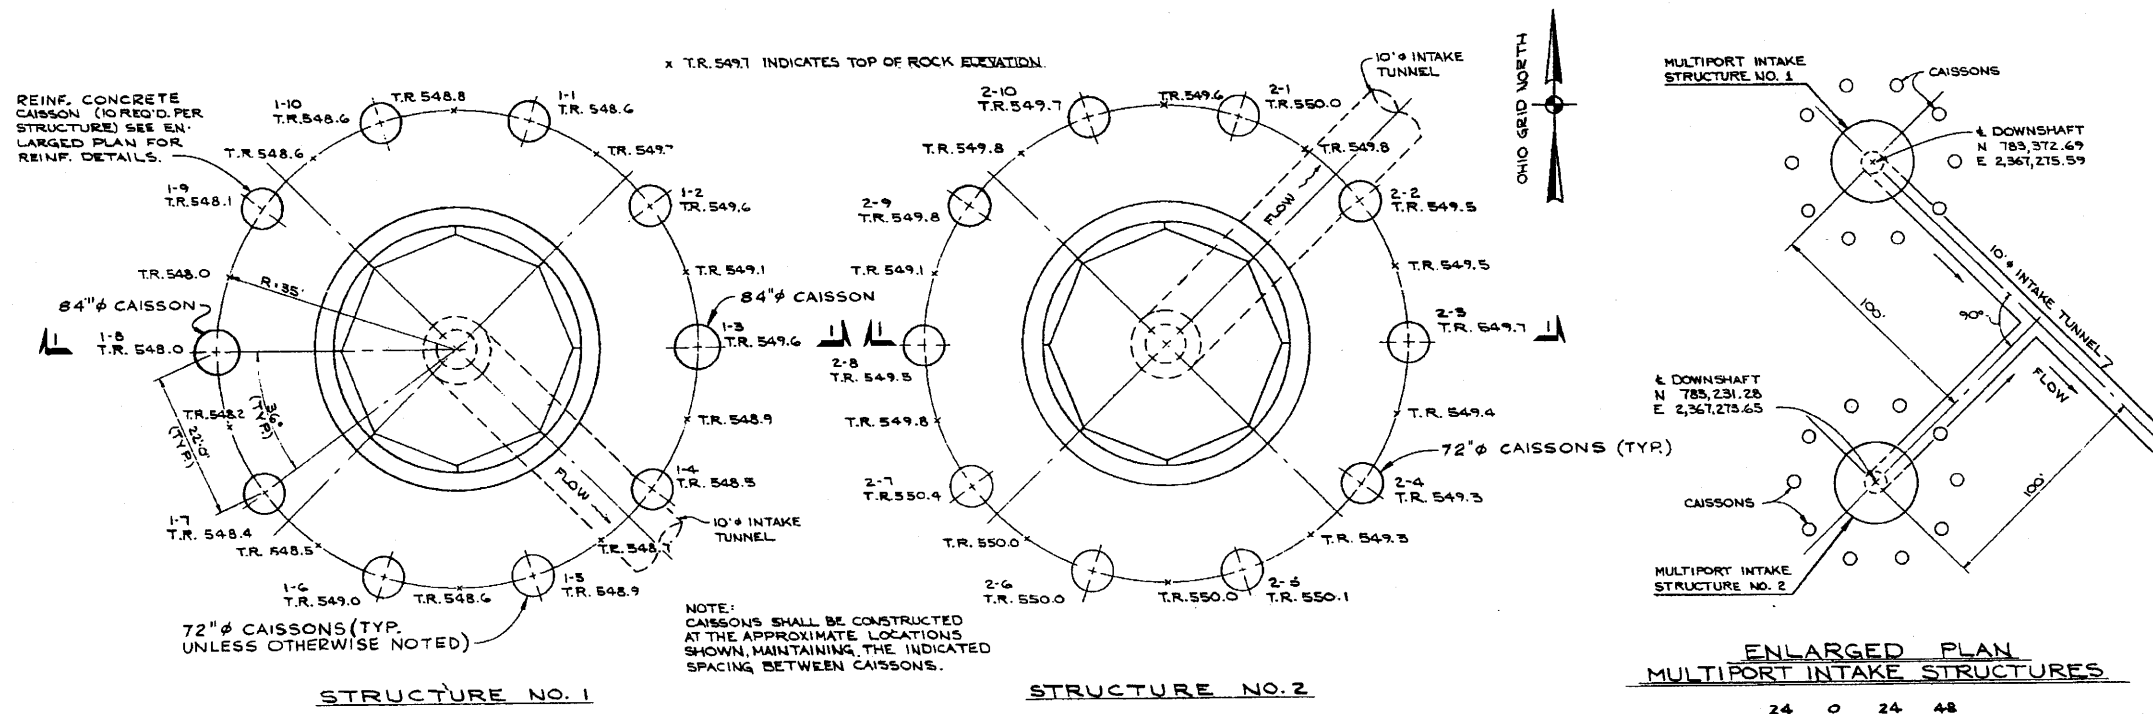 x T.R. 549.7 INDICATES TOP OF ROCK ELEVATION.
REINF. CONCRETE
CAISSON (10 REQ'D. PER
STRUCTURE) SEE EN-
LARGED PLAN FOR
REINF. DETAILS.
1-10
T.R. 548.6
T.R. 548.8
1-1
T.R. 548.6
T.R. 548.6
T.R. 549.7
1-9
T.R. 548.1
1-2
T.R. 549.6
T.R. 548.0
R=35'
T.R. 549.1
84"φ CAISSON
84"φ CAISSON
1
1-8
T.R. 548.0
1-3
T.R. 549.6
1
T.R. 548.2
36°
(TYP.)
22'-0"
(TYP.)
T.R. 548.9
1-7
T.R. 548.4
1-4
T.R. 548.5
FLOW
10'φ INTAKE
TUNNEL
T.R. 548.5
T.R. 548.7
1-6
T.R. 549.0
T.R. 548.6
1-5
T.R. 548.9
72"φ CAISSONS (TYP.
UNLESS OTHERWISE NOTED)
STRUCTURE NO. 1
NOTE:
CAISSONS SHALL BE CONSTRUCTED
AT THE APPROXIMATE LOCATIONS
SHOWN, MAINTAINING THE INDICATED
SPACING BETWEEN CAISSONS.
2-10
T.R. 549.7
T.R. 549.6
2-1
T.R. 550.0
10'φ INTAKE
TUNNEL
T.R. 549.8
T.R. 549.8
2-9
T.R. 549.8
FLOW
2-2
T.R. 549.5
T.R. 549.1
T.R. 549.5
1
2-8
T.R. 549.5
2-3
T.R. 549.7
1
T.R. 549.8
T.R. 549.4
72"φ CAISSONS (TYP.)
2-7
T.R. 550.4
2-4
T.R. 549.3
T.R. 550.0
T.R. 549.3
2-6
T.R. 550.0
T.R. 550.0
2-5
T.R. 550.1
STRUCTURE NO. 2
OHIO GRID NORTH
MULTIPORT INTAKE
STRUCTURE NO. 1
CAISSONS
℄ DOWNSHAFT
N 783,372.69
E 2,367,275.59
10'φ INTAKE TUNNEL
100'
90°
FLOW
℄ DOWNSHAFT
N 783,231.28
E 2,367,273.65
100'
CAISSONS
MULTIPORT INTAKE
STRUCTURE NO. 2
ENLARGED PLAN
MULTIPORT INTAKE STRUCTURES
24 0 24 48